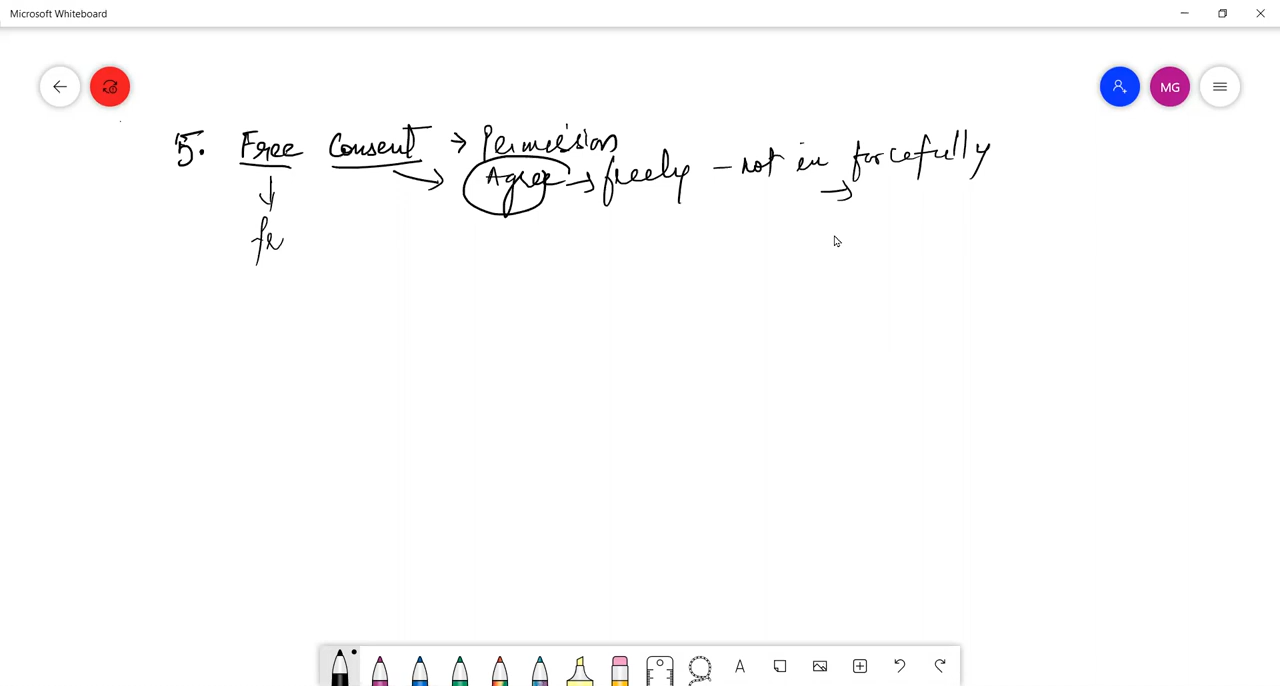 Microsoft Whiteboard
MG
5. Free Consent → Permission
Agree → freely - not in forcefully →
↓
fr
A